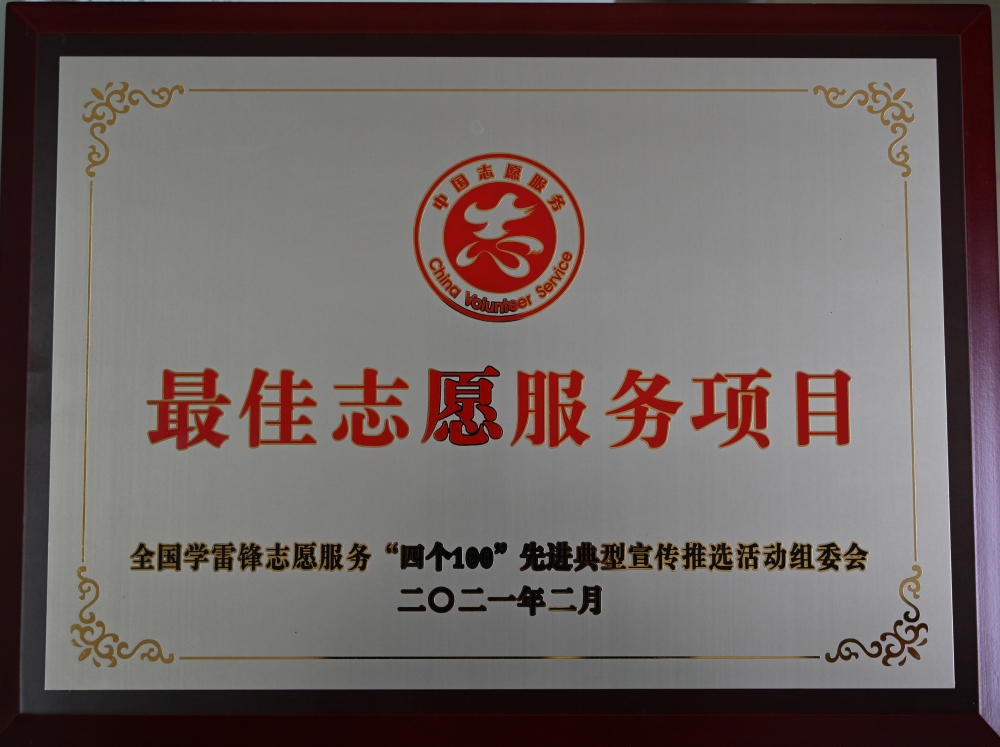 中国志愿服务
China Volunteer Service
最佳志愿服务项目
全国学雷锋志愿服务“四个100”先进典型宣传推选活动组委会
二〇二一年二月